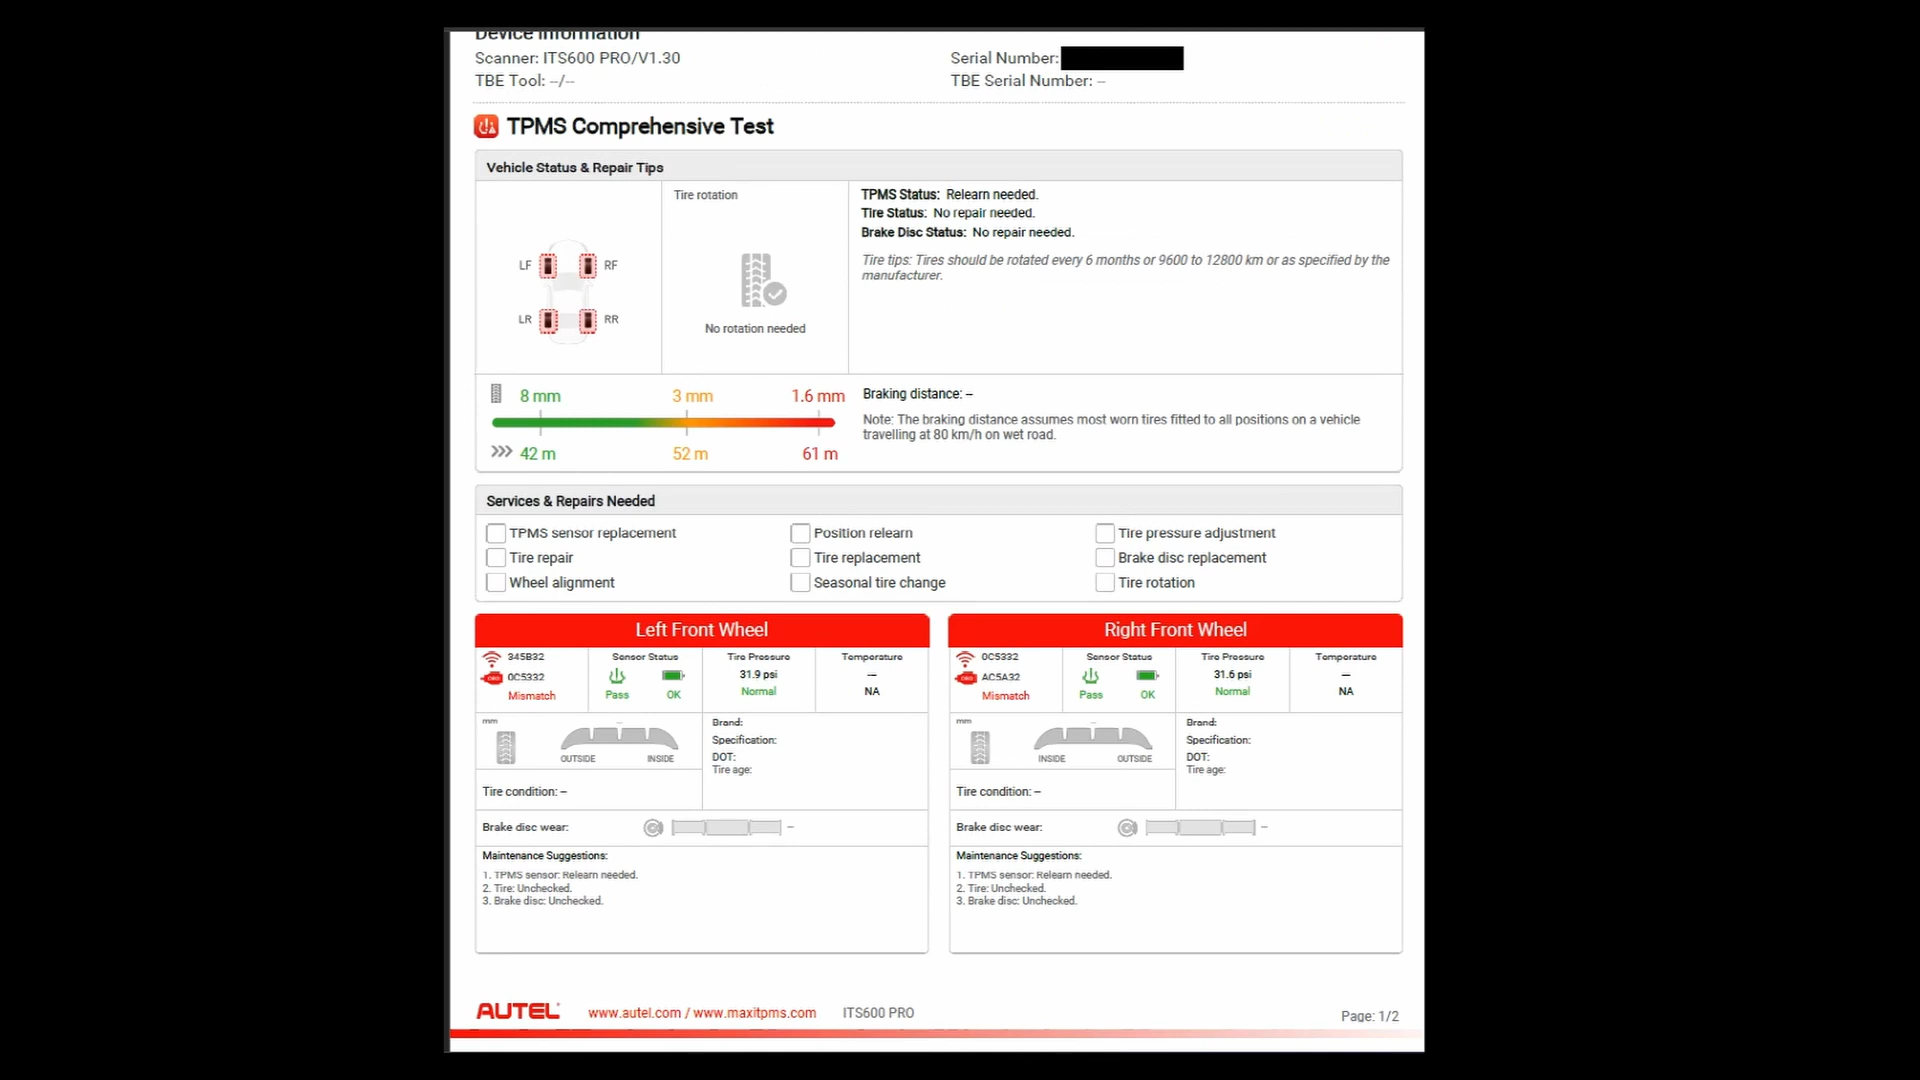 Device Information
Scanner: ITS600 PRO/V1.30
Serial Number:
TBE Tool: --/--
TBE Serial Number: --
TPMS Comprehensive Test
Vehicle Status & Repair Tips
LF
RF
LR
RR
Tire rotation
No rotation needed
TPMS Status: Relearn needed.
Tire Status: No repair needed.
Brake Disc Status: No repair needed.
Tire tips: Tires should be rotated every 6 months or 9600 to 12800 km or as specified by the
manufacturer.
8 mm
3 mm
1.6 mm
42 m
52 m
61 m
Braking distance: --
Note: The braking distance assumes most worn tires fitted to all positions on a vehicle
travelling at 80 km/h on wet road.
Services & Repairs Needed
TPMS sensor replacement
Position relearn
Tire pressure adjustment
Tire repair
Tire replacement
Brake disc replacement
Wheel alignment
Seasonal tire change
Tire rotation
Left Front Wheel
345B32
OBD
0C5332
Mismatch
Sensor Status
Pass
OK
Tire Pressure
31.9 psi
Normal
Temperature
--
NA
mm
--
OUTSIDE
INSIDE
Tire condition: --
Brand:
Specification:
DOT:
Tire age:
Brake disc wear:
--
Maintenance Suggestions:
1. TPMS sensor: Relearn needed.
2. Tire: Unchecked.
3. Brake disc: Unchecked.
Right Front Wheel
0C5332
OBD
AC5A32
Mismatch
Sensor Status
Pass
OK
Tire Pressure
31.6 psi
Normal
Temperature
--
NA
mm
--
INSIDE
OUTSIDE
Tire condition: --
Brand:
Specification:
DOT:
Tire age:
Brake disc wear:
--
Maintenance Suggestions:
1. TPMS sensor: Relearn needed.
2. Tire: Unchecked.
3. Brake disc: Unchecked.
AUTEL
www.autel.com / www.maxitpms.com
ITS600 PRO
Page: 1/2